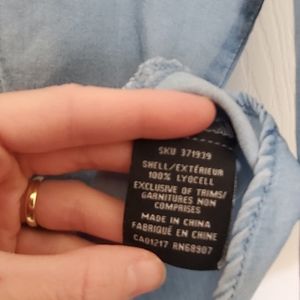 SKU 371939
SHELL/EXTÉRIEUR
100% LYOCELL
EXCLUSIVE OF TRIMS/
GARNITURES NON
COMPRISES
MADE IN CHINA
FABRIQUÉ EN CHINE
CA01217 RN68907